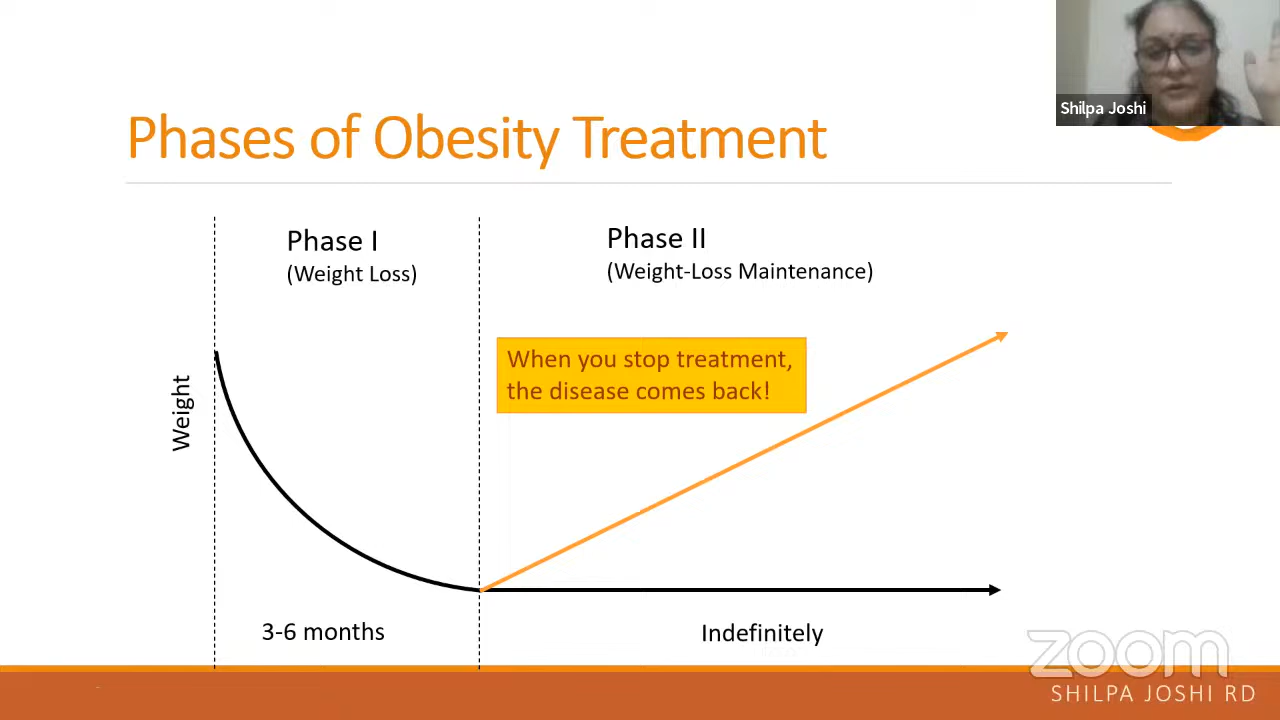 Shilpa Joshi
Phases of Obesity Treatment
Phase I
(Weight Loss)
Phase II
(Weight-Loss Maintenance)
When you stop treatment,
the disease comes back!
Weight
3-6 months
Indefinitely
zoom
SHILPA JOSHI RD